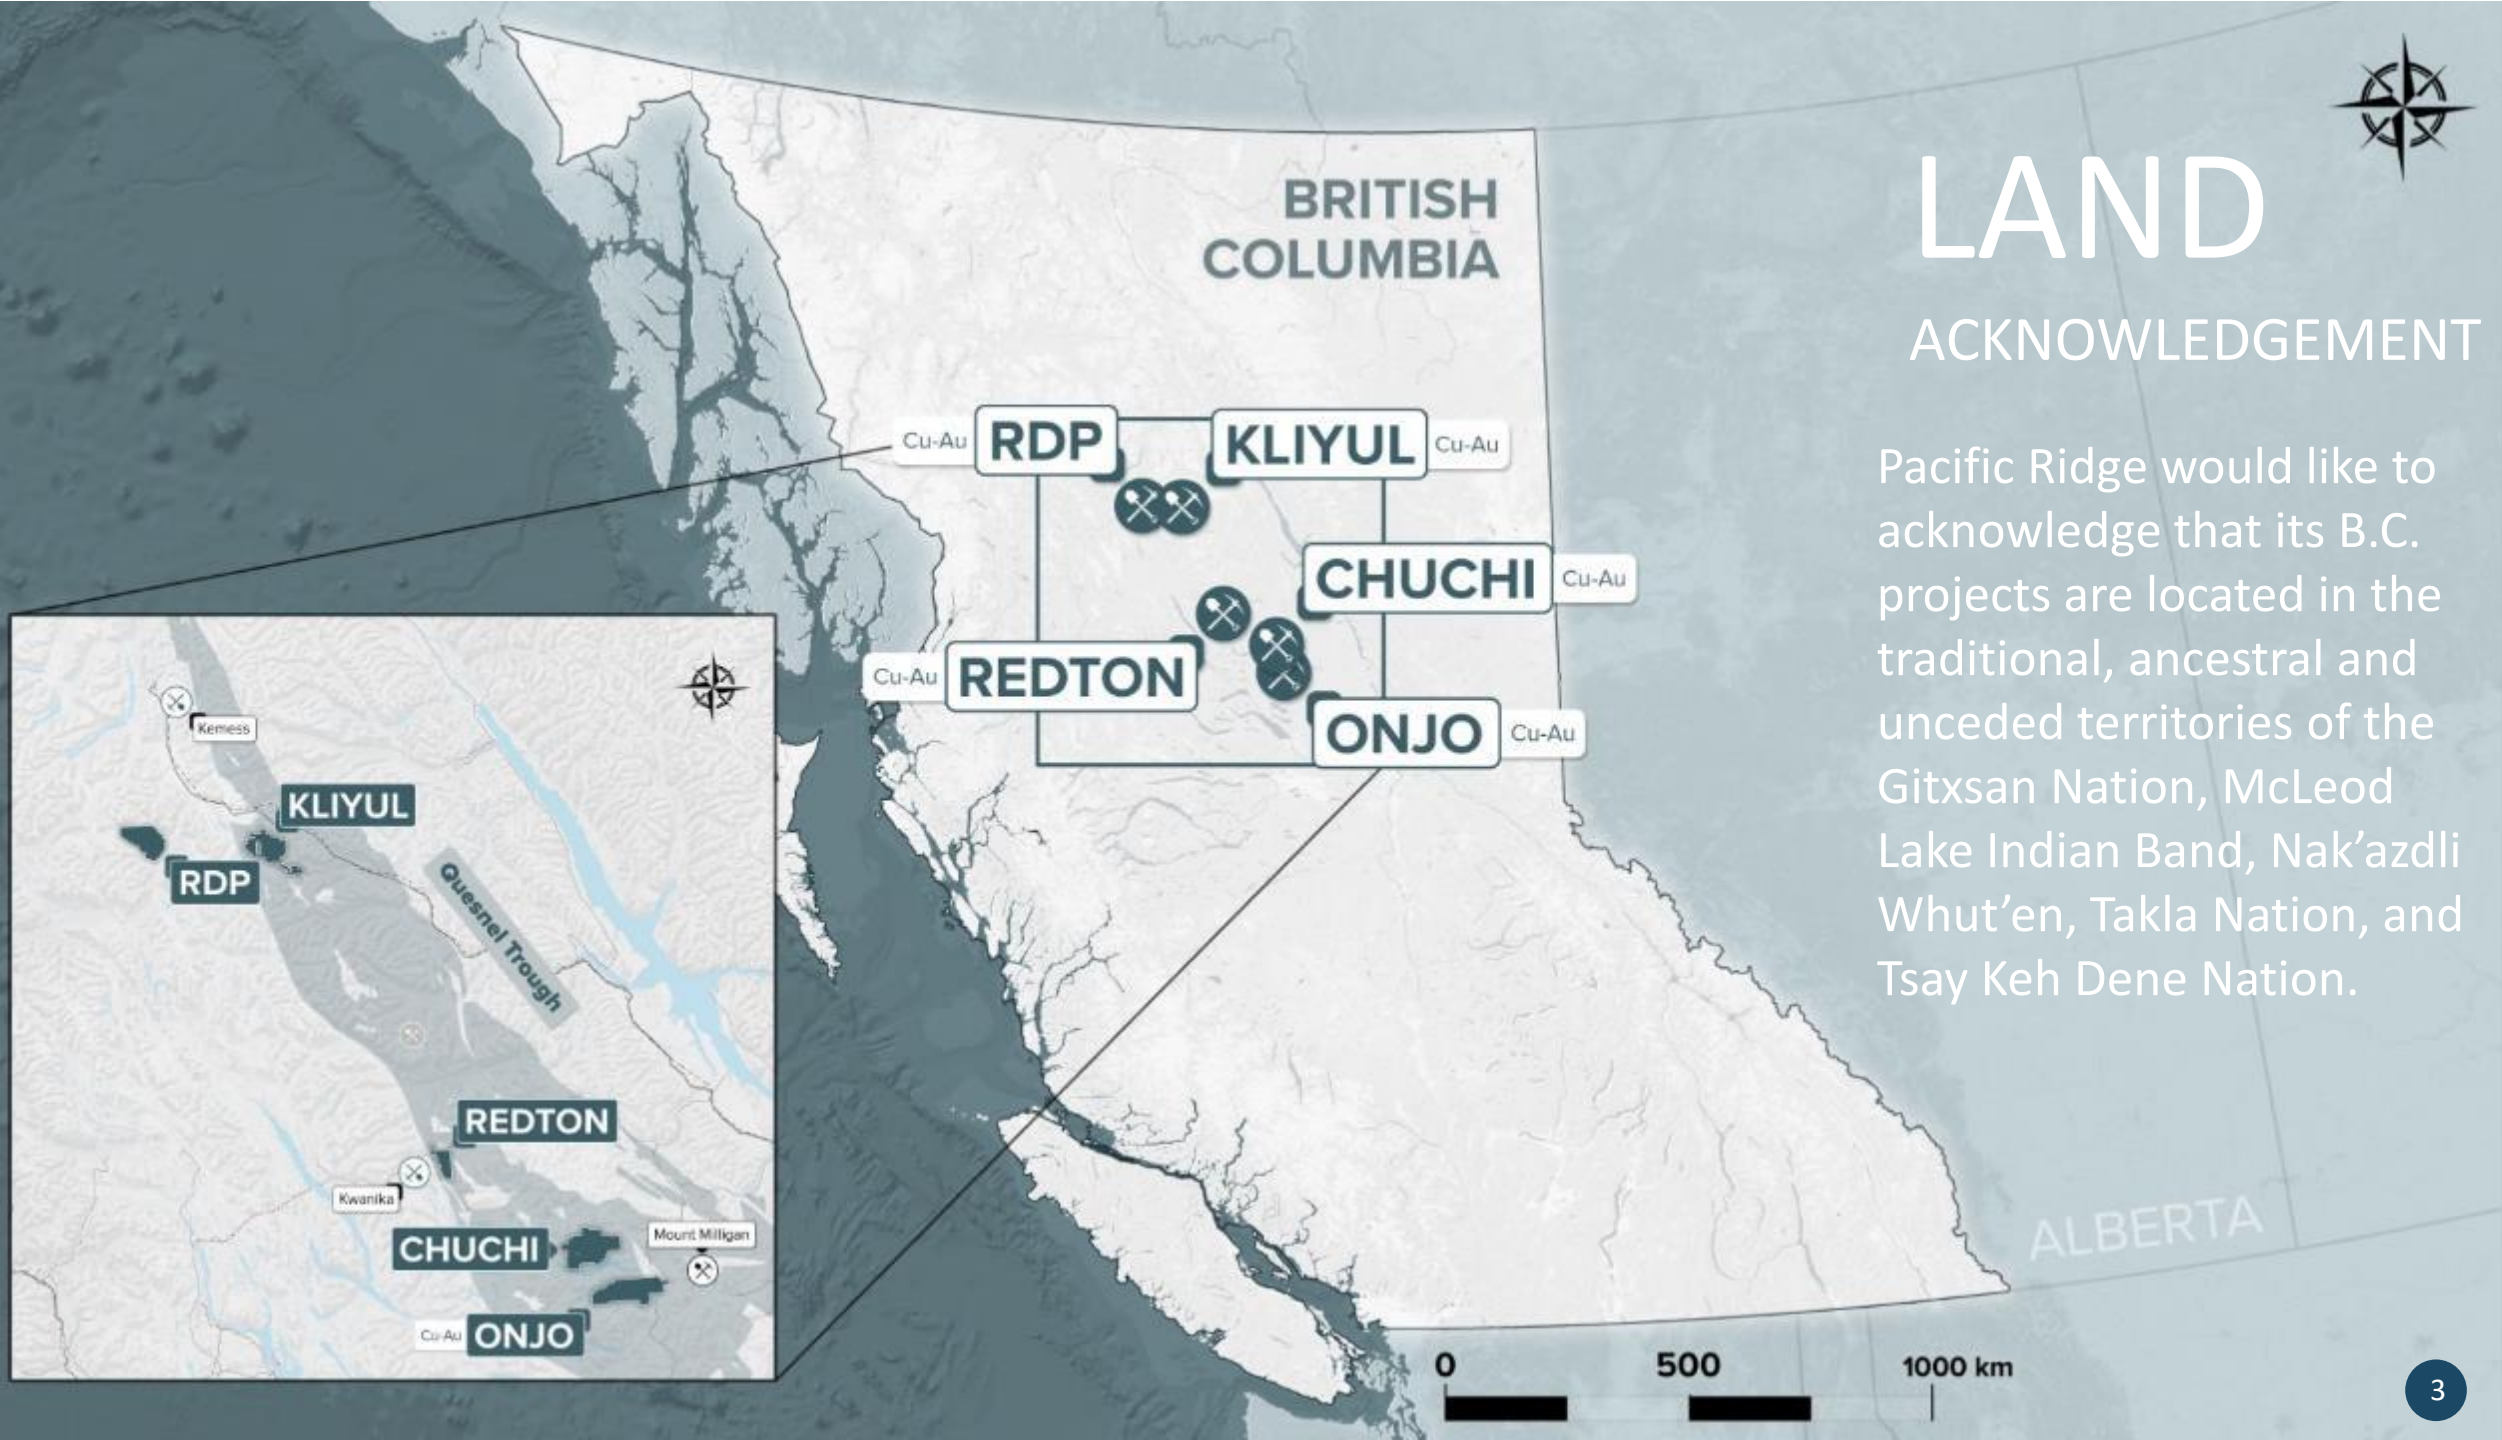 LAND
ACKNOWLEDGEMENT
Pacific Ridge would like to
acknowledge that its B.C.
projects are located in the
traditional, ancestral and
unceded territories of the
Gitxsan Nation, McLeod
Lake Indian Band, Nak’azdli
Whut’en, Takla Nation, and
Tsay Keh Dene Nation.
BRITISH
COLUMBIA
Cu-Au RDP
KLIYUL Cu-Au
CHUCHI Cu-Au
Cu-Au REDTON
ONJO Cu-Au
Kemess
KLIYUL
RDP
Quesnel Trough
REDTON
Kwanika
CHUCHI
Mount Milligan
Cu-Au ONJO
ALBERTA
0 500 1000 km
3